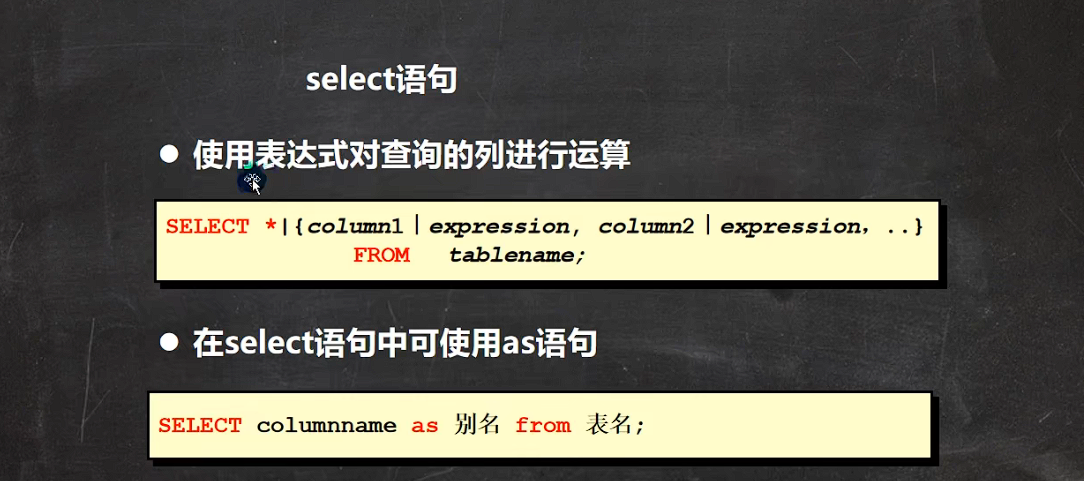 select语句
● 使用表达式对查询的列进行运算
SELECT *|{column1|expression, column2|expression, ..}
FROM tablename;
● 在select语句中可使用as语句
SELECT columnname as 别名 from 表名;